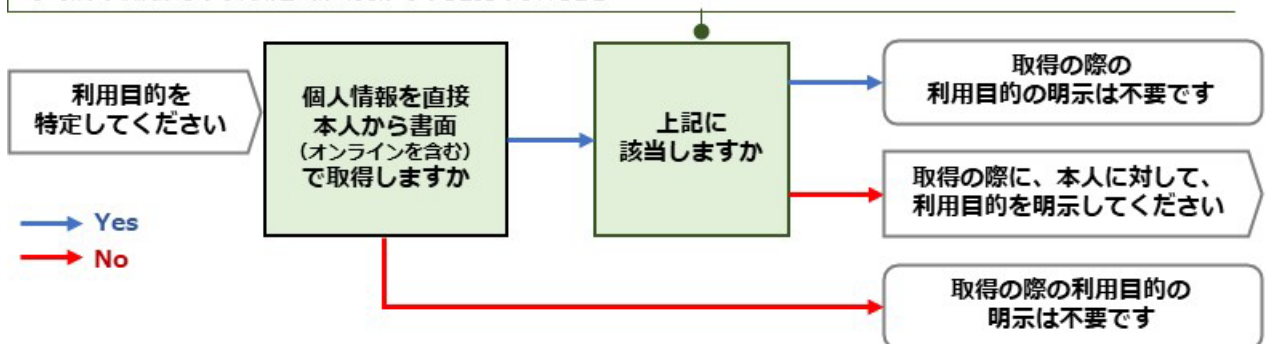 利用目的を
特定してください
個人情報を直接
本人から書面
(オンラインを含む)
で取得しますか
上記に
該当しますか
取得の際の
利用目的の明示は不要です
取得の際に、本人に対して、
利用目的を明示してください
取得の際の利用目的の
明示は不要です
Yes
No